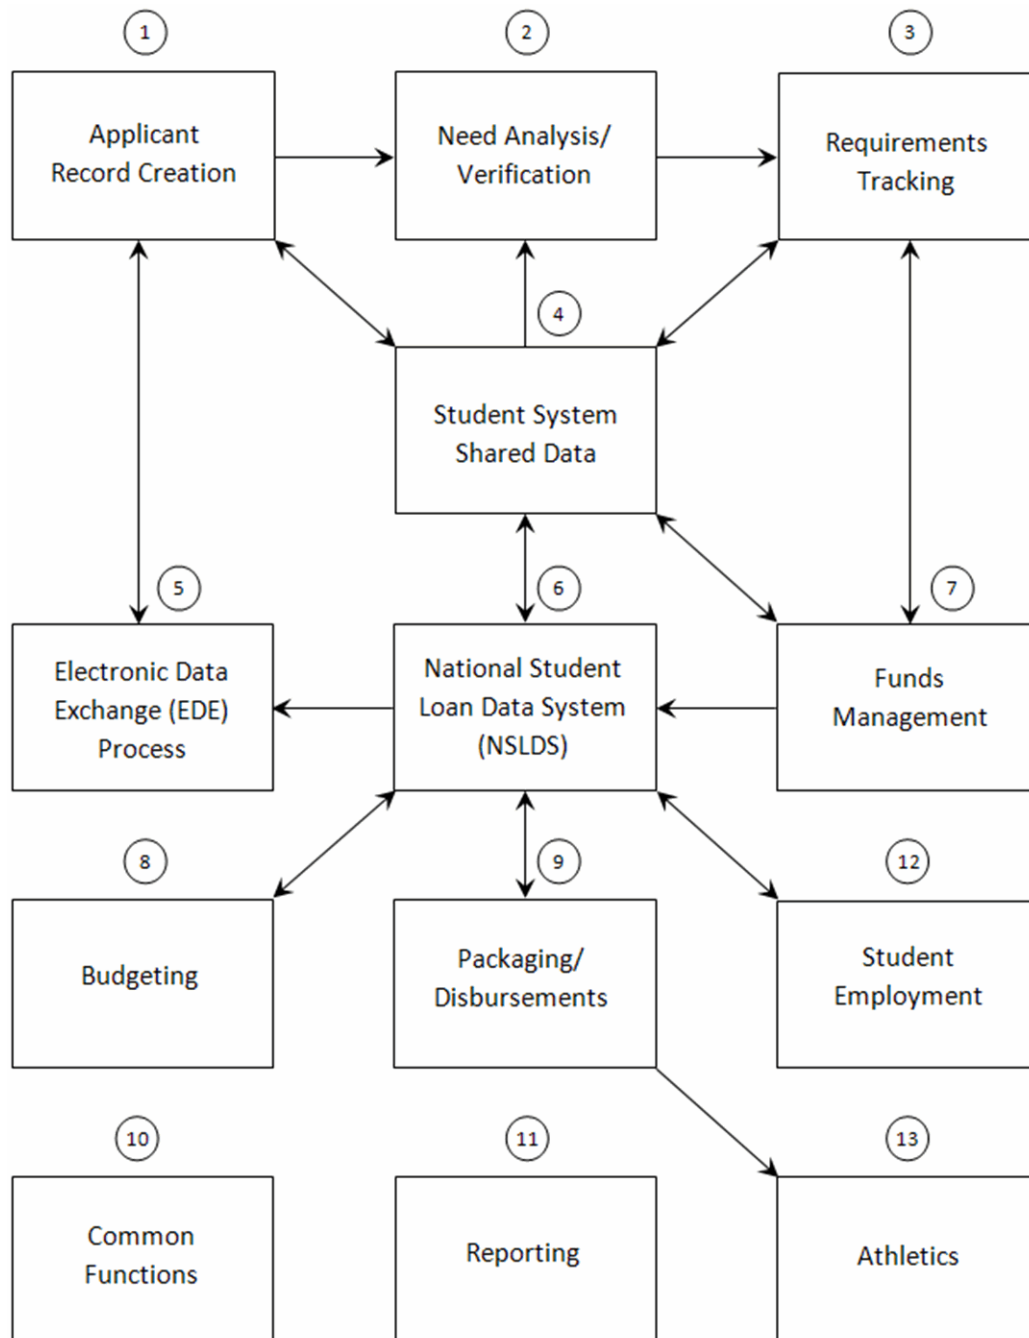 1
2
3
Applicant
Record Creation
Need Analysis/
Verification
Requirements
Tracking
4
Student System
Shared Data
5
6
7
Electronic Data
Exchange (EDE)
Process
National Student
Loan Data System
(NSLDS)
Funds
Management
8
9
12
Budgeting
Packaging/
Disbursements
Student
Employment
10
11
13
Common
Functions
Reporting
Athletics